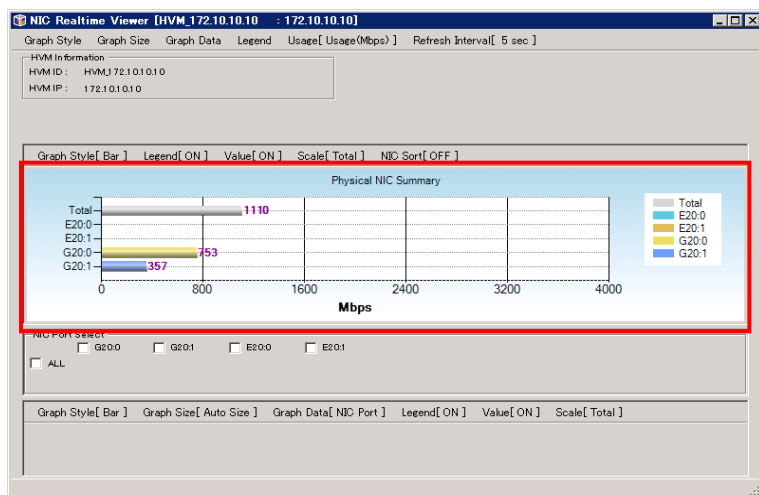 NIC Realtime Viewer [HVM_172.10.10.10 : 172.10.10.10]
Graph Style Graph Size Graph Data Legend Usage[ Usage(Mbps) ] Refresh Interval[ 5 sec ]
HVM Information
HVM ID : HVM_172.10.10.10
HVM IP : 172.10.10.10
Graph Style[ Bar ] Legend[ ON ] Value[ ON ] Scale[ Total ] NIC Sort[ OFF ]
Physical NIC Summary
Total 1110
E20:0
E20:1
G20:0 753
G20:1 357
0 800 1600 2400 3200 4000
Mbps
Total
E20:0
E20:1
G20:0
G20:1
NIC Port Select
G20:0 G20:1 E20:0 E20:1
ALL
Graph Style[ Bar ] Graph Size[ Auto Size ] Graph Data[ NIC Port ] Legend[ ON ] Value[ ON ] Scale[ Total ]